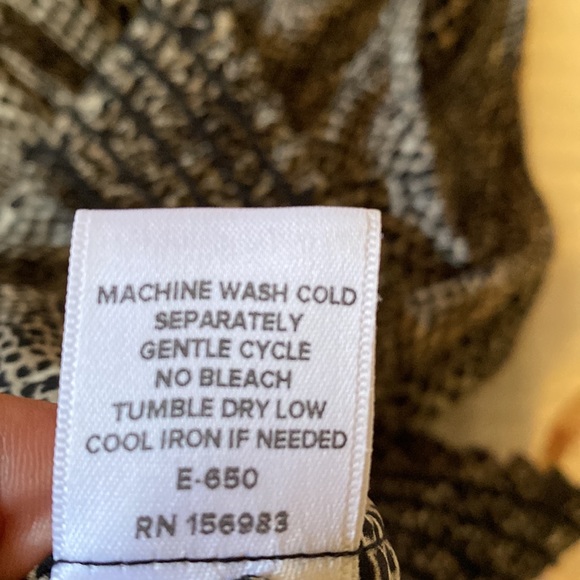 MACHINE WASH COLD
SEPARATELY
GENTLE CYCLE
NO BLEACH
TUMBLE DRY LOW
COOL IRON IF NEEDED
E-650
RN 156983